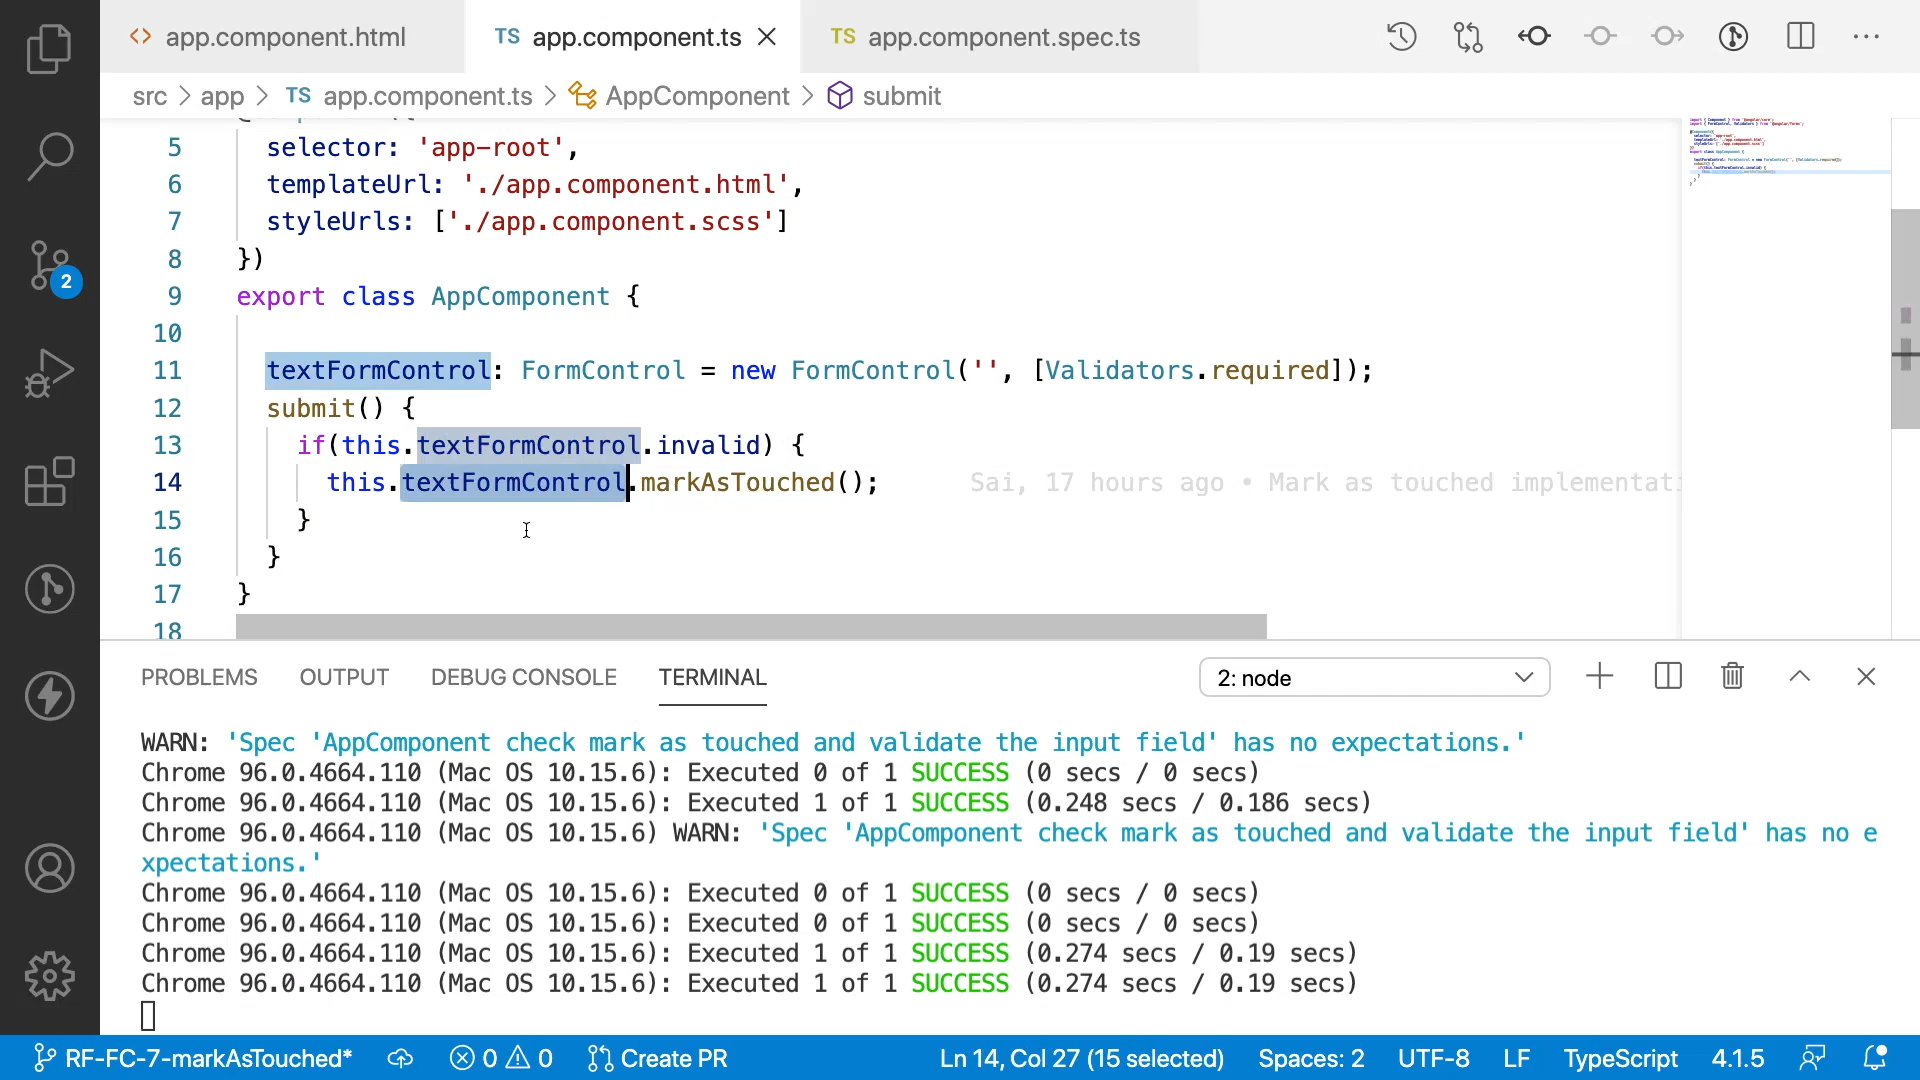 <> app.component.html
TS app.component.ts
TS app.component.spec.ts
src > app > TS app.component.ts > AppComponent > submit
5 selector: 'app-root',
6 templateUrl: './app.component.html',
7 styleUrls: ['./app.component.scss']
8 })
9 export class AppComponent {
10
11 textFormControl: FormControl = new FormControl('', [Validators.required]);
12 submit() {
13 if(this.textFormControl.invalid) {
14 this.textFormControl.markAsTouched(); Sai, 17 hours ago • Mark as touched implementati
15 }
16 }
17 }
18
2
PROBLEMS OUTPUT DEBUG CONSOLE TERMINAL 2: node
WARN: 'Spec 'AppComponent check mark as touched and validate the input field' has no expectations.'
Chrome 96.0.4664.110 (Mac OS 10.15.6): Executed 0 of 1 SUCCESS (0 secs / 0 secs)
Chrome 96.0.4664.110 (Mac OS 10.15.6): Executed 1 of 1 SUCCESS (0.248 secs / 0.186 secs)
Chrome 96.0.4664.110 (Mac OS 10.15.6) WARN: 'Spec 'AppComponent check mark as touched and validate the input field' has no e
xpectations.'
Chrome 96.0.4664.110 (Mac OS 10.15.6): Executed 0 of 1 SUCCESS (0 secs / 0 secs)
Chrome 96.0.4664.110 (Mac OS 10.15.6): Executed 0 of 1 SUCCESS (0 secs / 0 secs)
Chrome 96.0.4664.110 (Mac OS 10.15.6): Executed 1 of 1 SUCCESS (0.274 secs / 0.19 secs)
Chrome 96.0.4664.110 (Mac OS 10.15.6): Executed 1 of 1 SUCCESS (0.274 secs / 0.19 secs)
RF-FC-7-markAsTouched* 0 0 Create PR Ln 14, Col 27 (15 selected) Spaces: 2 UTF-8 LF TypeScript 4.1.5